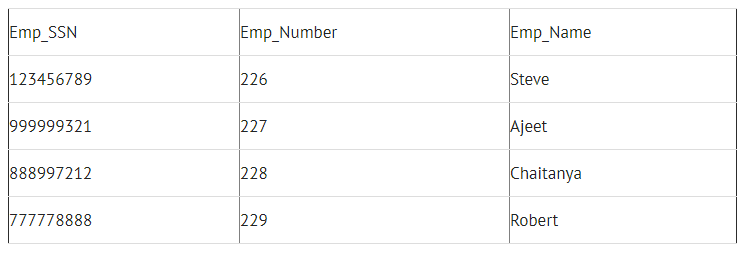 Emp_SSN Emp_Number Emp_Name
123456789 226 Steve
999999321 227 Ajeet
888997212 228 Chaitanya
777778888 229 Robert